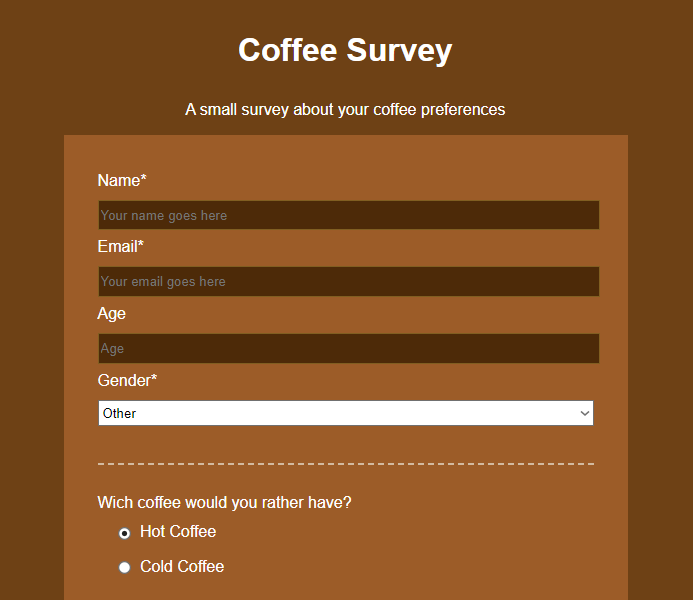 Coffee Survey
A small survey about your coffee preferences
Name*
Your name goes here
Email*
Your email goes here
Age
Age
Gender*
Other
Wich coffee would you rather have?
Hot Coffee
Cold Coffee